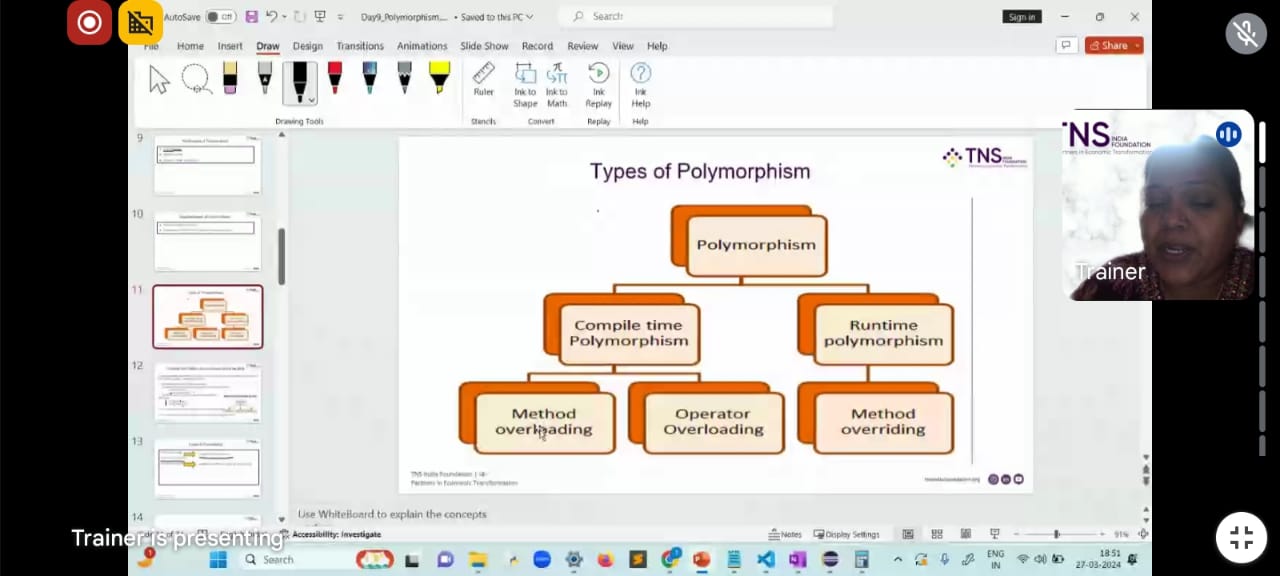 AutoSave Off Day9_Polymorphism.... • Saved to this PC Search Sign in
File Home Insert Draw Design Transitions Animations Slide Show Record Review View Help Share
Ruler Ink to Shape Ink to Math Ink Replay Ink Help
Drawing Tools Stencils Convert Replay Help
9
10
11
12
13
14
Types of Polymorphism
TNS INDIA FOUNDATION
Polymorphism
Compile time
Polymorphism
Runtime
polymorphism
Method
overloading
Operator
Overloading
Method
overriding
TNS India Foundation
Partners in Economic Transformation
TNS INDIA
FOUNDATION
Trainer
Use WhiteBoard to explain the concepts
Trainer is presenting
Accessibility: Investigate Notes Display Settings 91%
Search ENG IN 18:51 27-03-2024